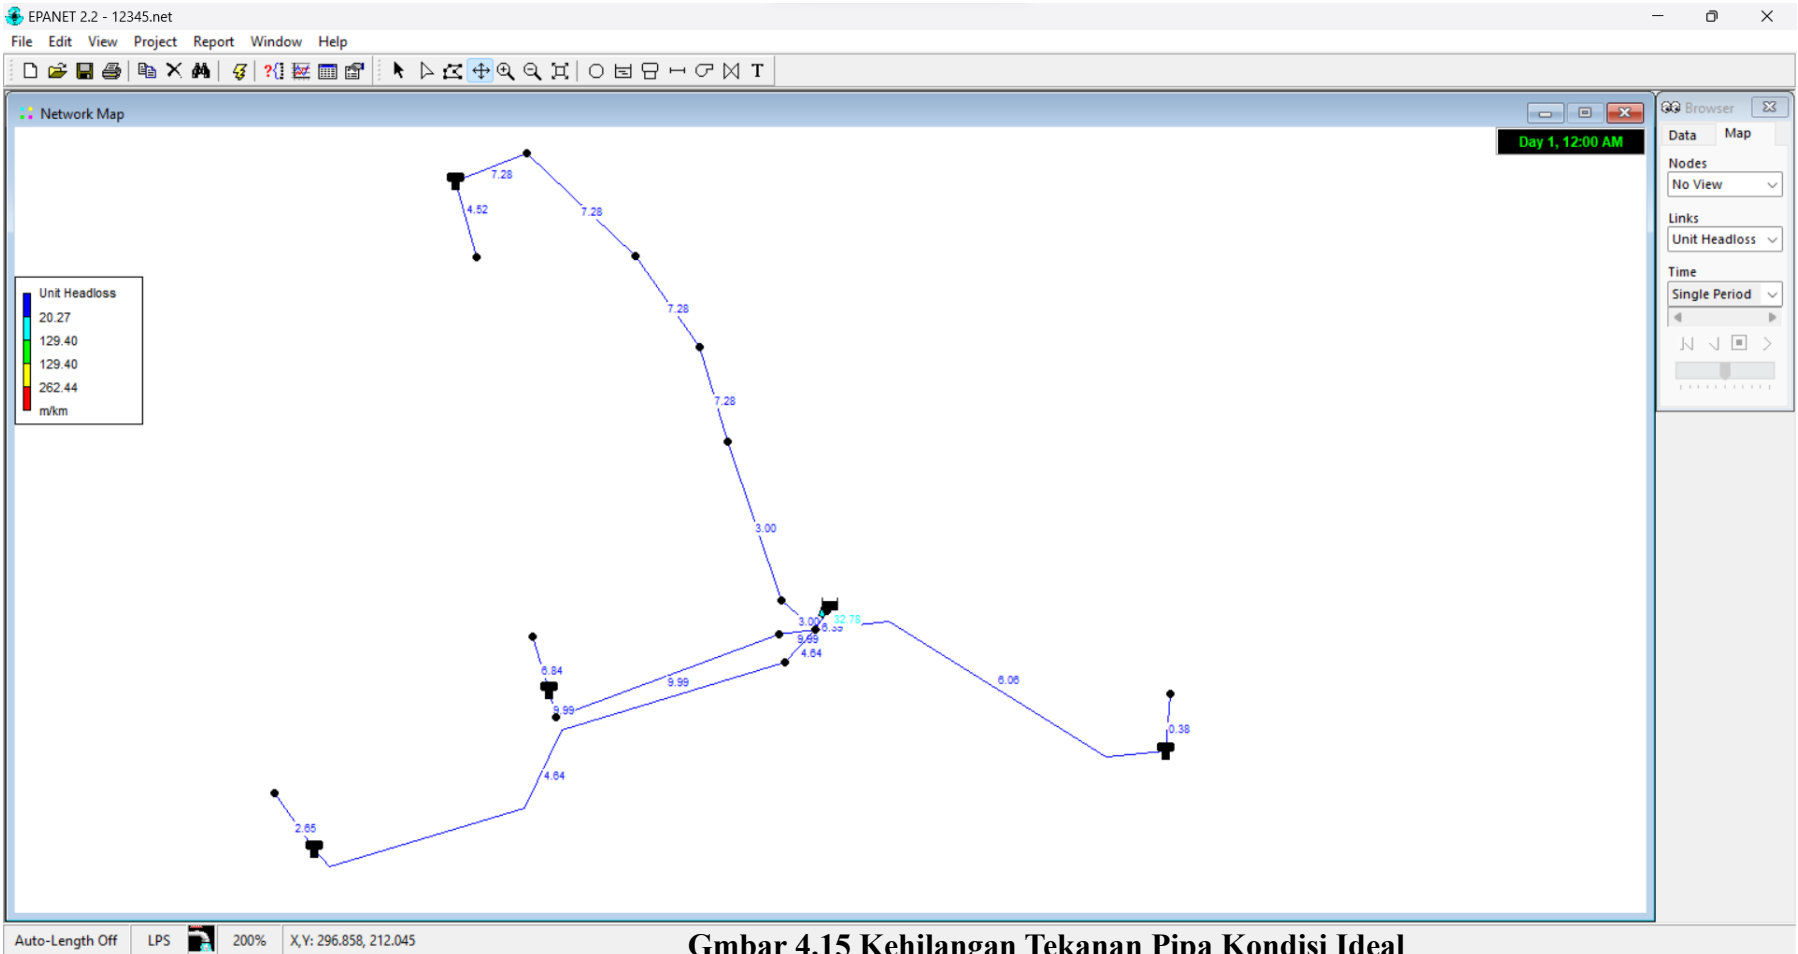 EPANET 2.2 - 12345.net
File Edit View Project Report Window Help
Network Map
Day 1, 12:00 AM
Browser
Data Map
Nodes
No View
Links
Unit Headloss
Time
Single Period
Unit Headloss
20.27
129.40
129.40
262.44
m/km
7.28
4.52
7.28
7.28
7.28
3.00
3.00
32.78
9.99
4.64
6.84
9.99
9.99
6.06
0.38
4.64
2.65
Auto-Length Off LPS 200% X,Y: 296.858, 212.045
Gmbar 4.15 Kehilangan Tekanan Pipa Kondisi Ideal